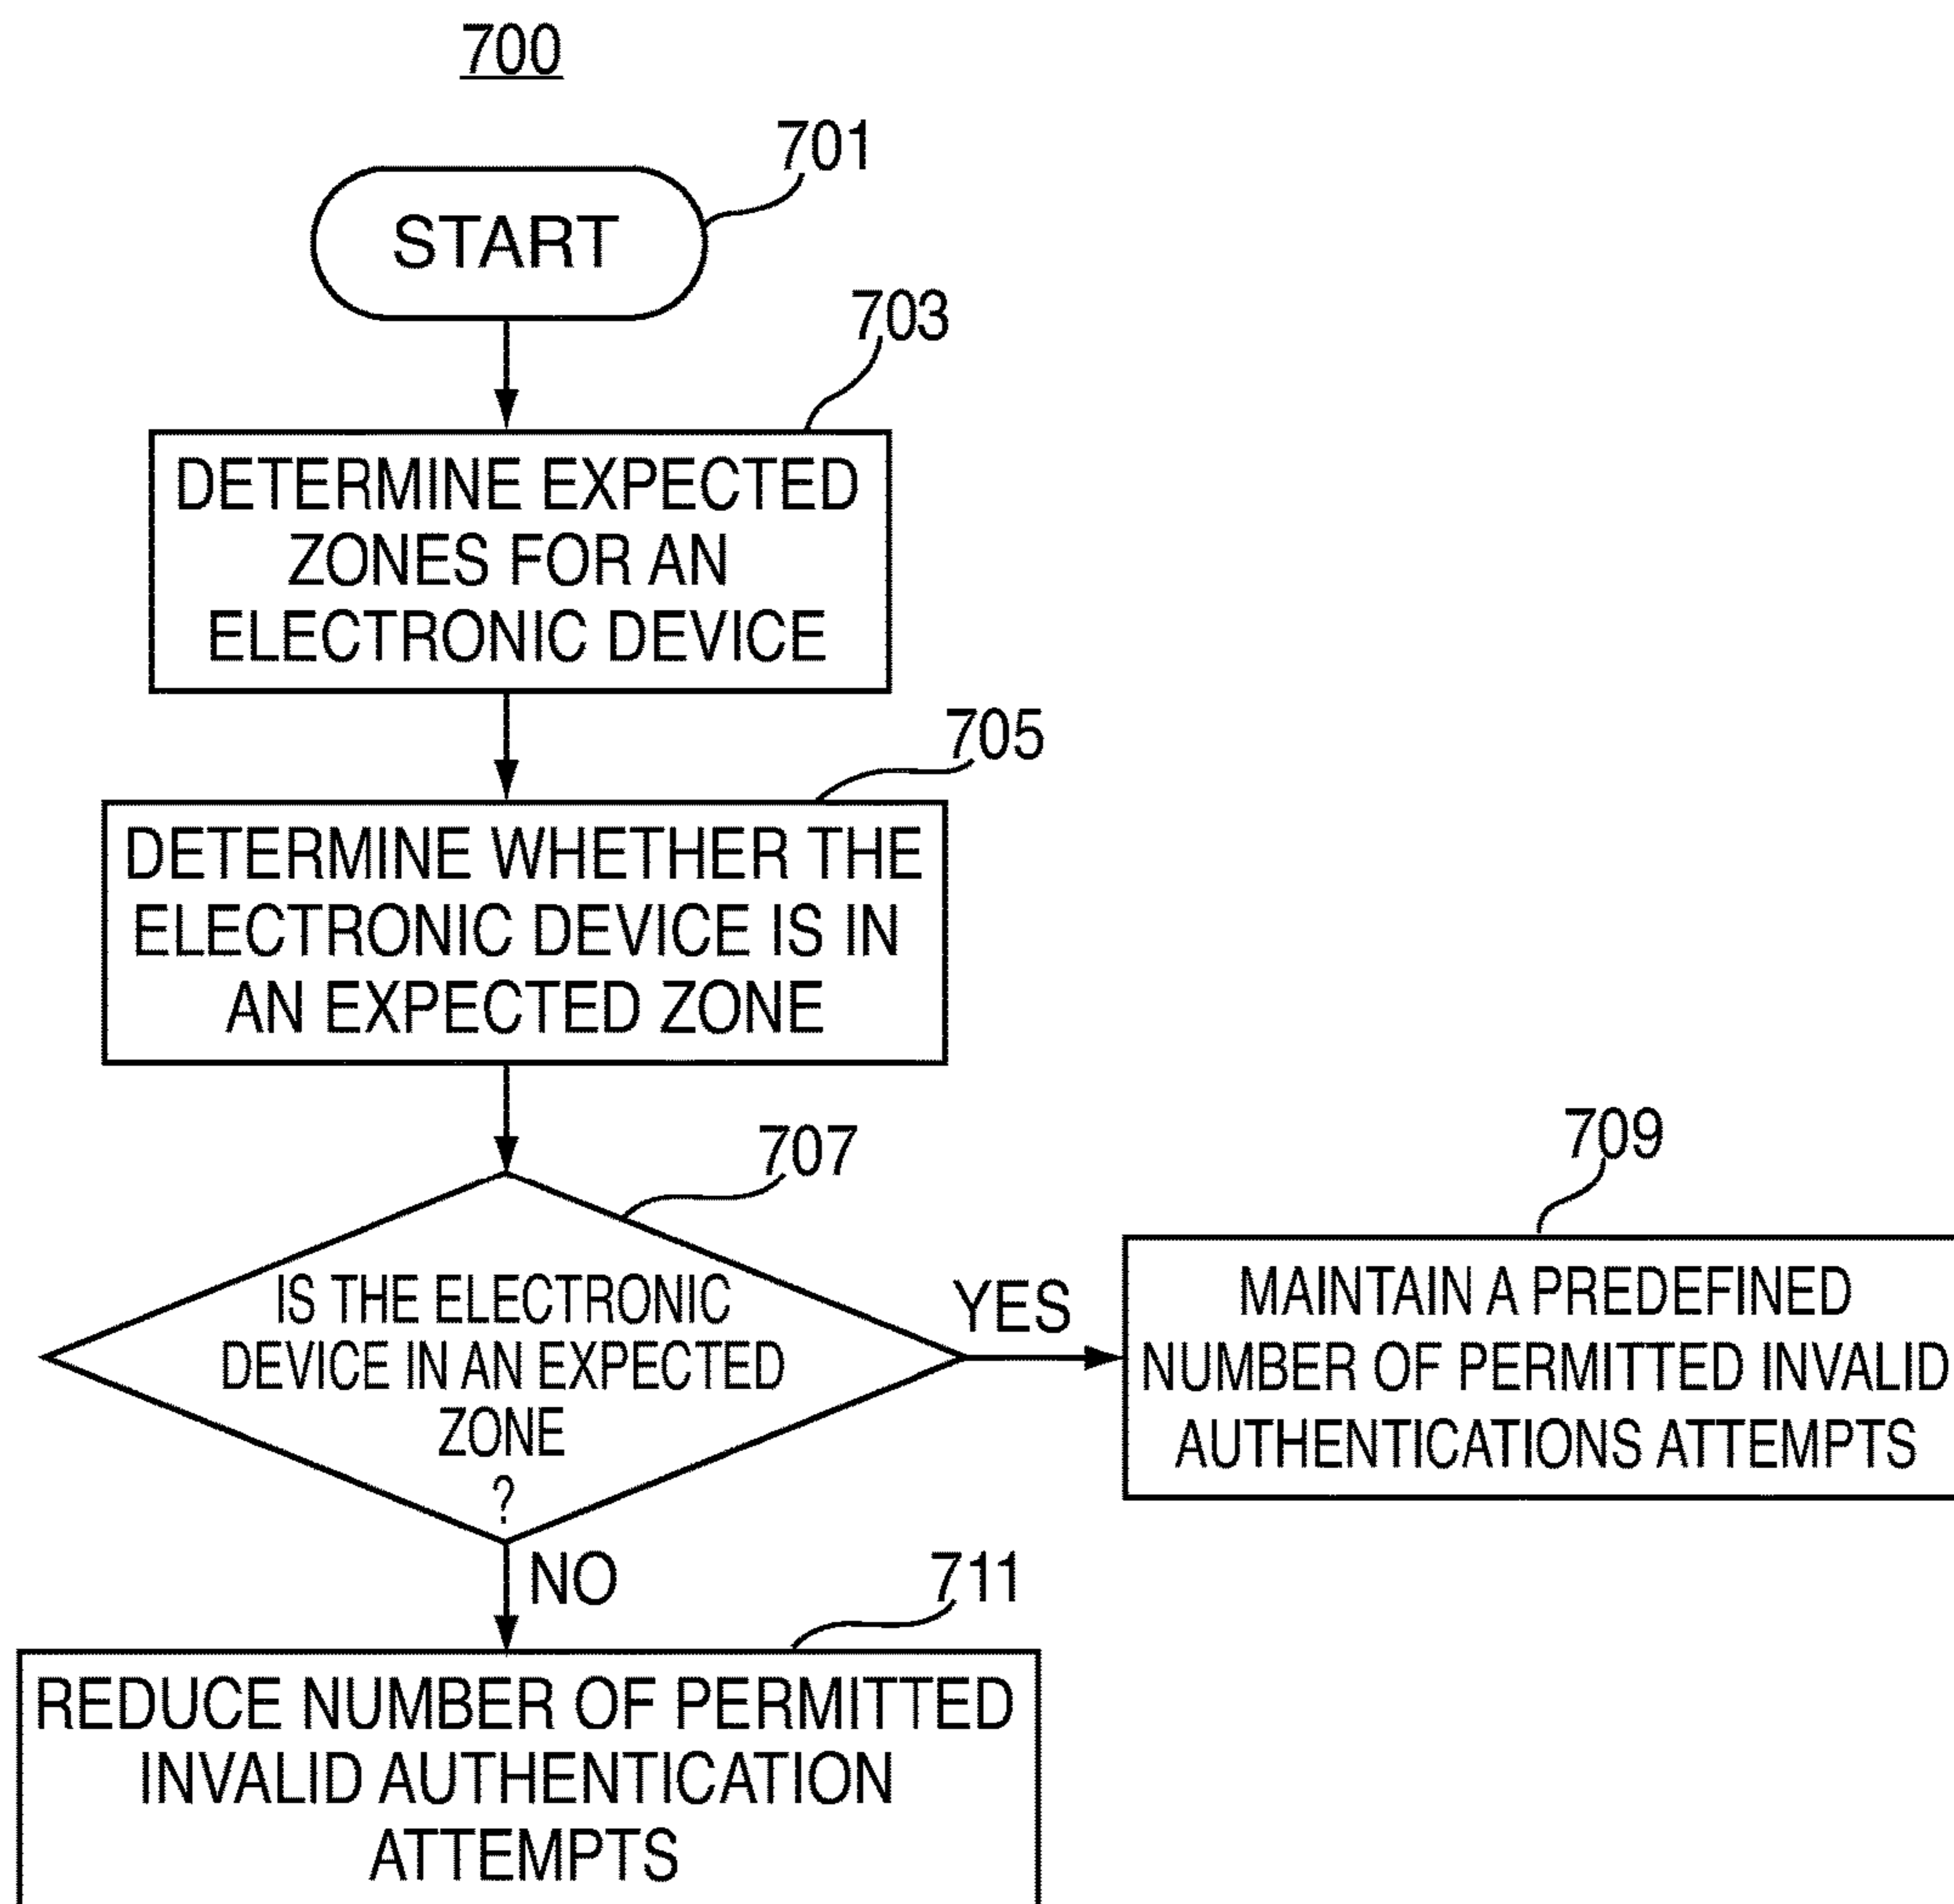 700
701
START
703
DETERMINE EXPECTED
ZONES FOR AN
ELECTRONIC DEVICE
705
DETERMINE WHETHER THE
ELECTRONIC DEVICE IS IN
AN EXPECTED ZONE
707
IS THE ELECTRONIC
DEVICE IN AN EXPECTED
ZONE
?
YES
709
MAINTAIN A PREDEFINED
NUMBER OF PERMITTED INVALID
AUTHENTICATIONS ATTEMPTS
NO
711
REDUCE NUMBER OF PERMITTED
INVALID AUTHENTICATION
ATTEMPTS